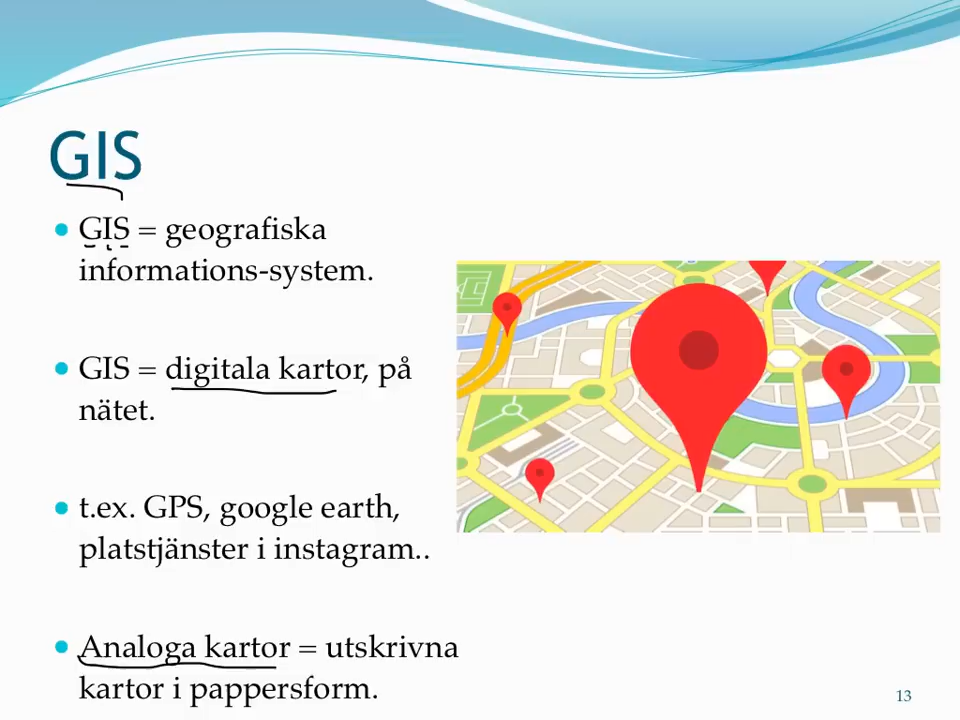 GIS
• GIS = geografiska
informations-system.
• GIS = digitala kartor, på
nätet.
• t.ex. GPS, google earth,
platstjänster i instagram..
• Analoga kartor = utskrivna
kartor i pappersform.
13